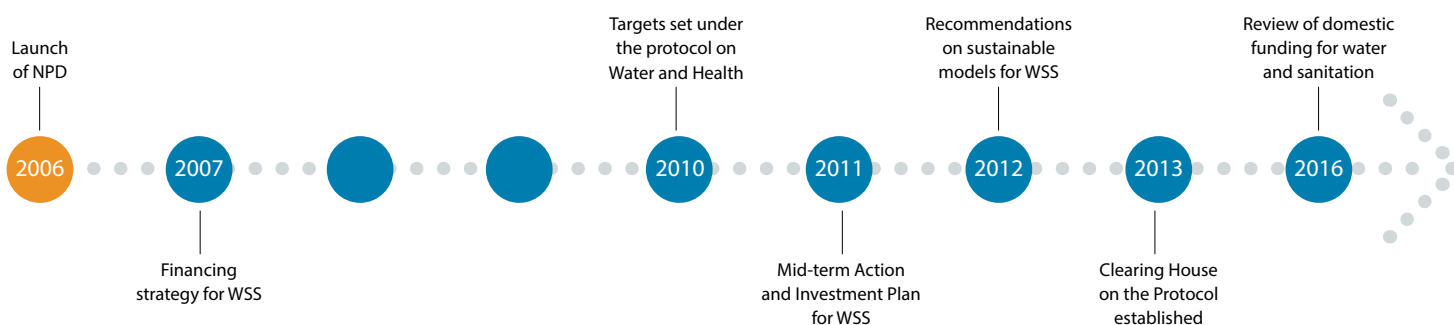 Launch
of NPD
Targets set under
the protocol on
Water and Health
Recommendations
on sustainable
models for WSS
Review of domestic
funding for water
and sanitation
2006
2007
2010
2011
2012
2013
2016
Financing
strategy for WSS
Mid-term Action
and Investment Plan
for WSS
Clearing House
on the Protocol
established